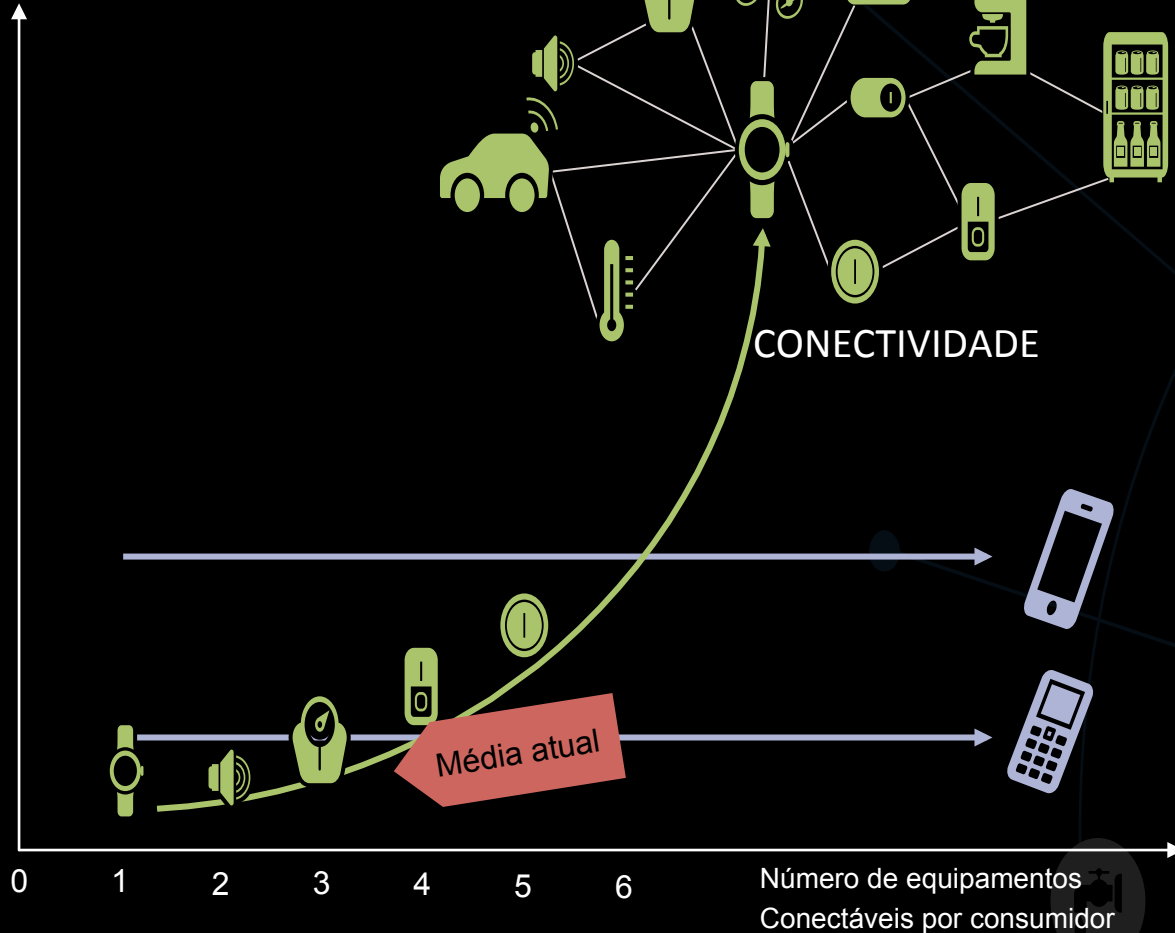 CONECTIVIDADE
Média atual
0 1 2 3 4 5 6
Número de equipamentos
Conectáveis por consumidor